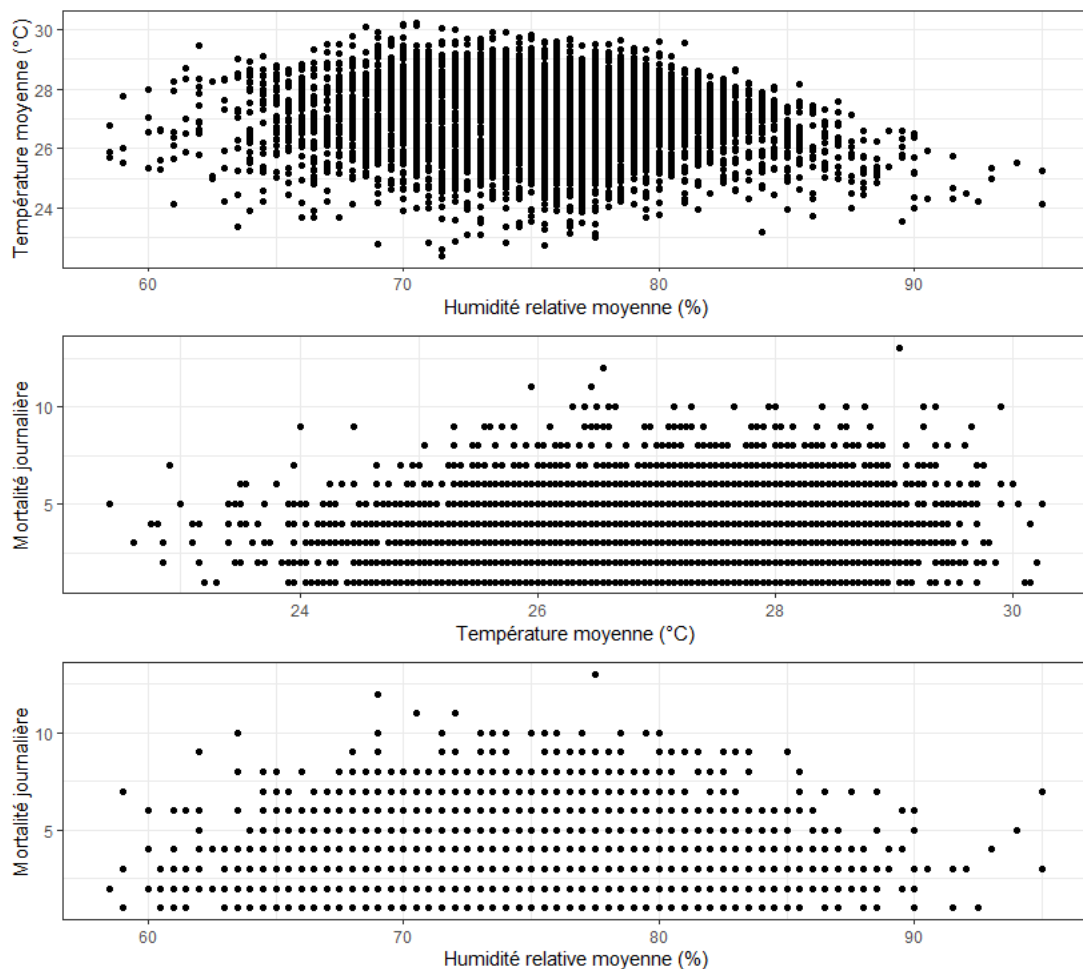 Température moyenne (°C)
30
28
26
24
60 70 80 90
Humidité relative moyenne (%)
Mortalité journalière
10
5
24 26 28 30
Température moyenne (°C)
Mortalité journalière
10
5
60 70 80 90
Humidité relative moyenne (%)